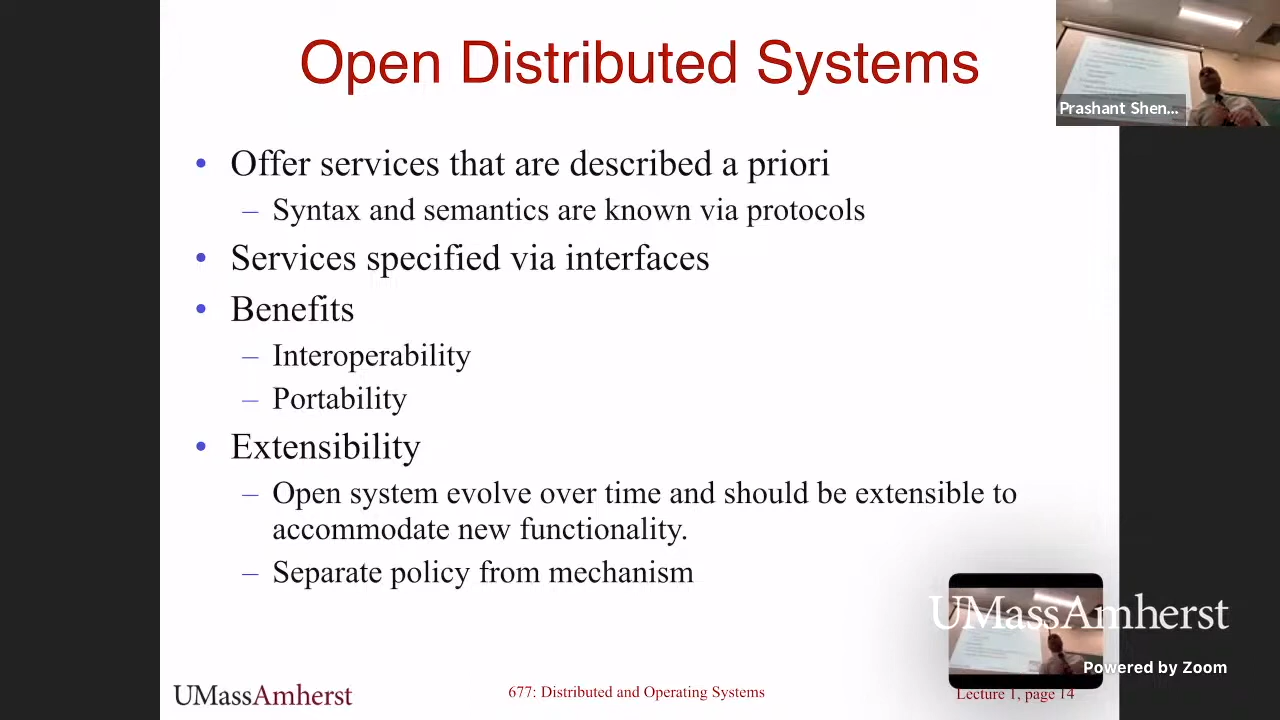 Open Distributed Systems
Prashant Shen...
• Offer services that are described a priori
– Syntax and semantics are known via protocols
• Services specified via interfaces
• Benefits
– Interoperability
– Portability
• Extensibility
– Open system evolve over time and should be extensible to
accommodate new functionality.
– Separate policy from mechanism
UMassAmherst
Powered by Zoom
UMassAmherst
677: Distributed and Operating Systems
Lecture 1, page 14